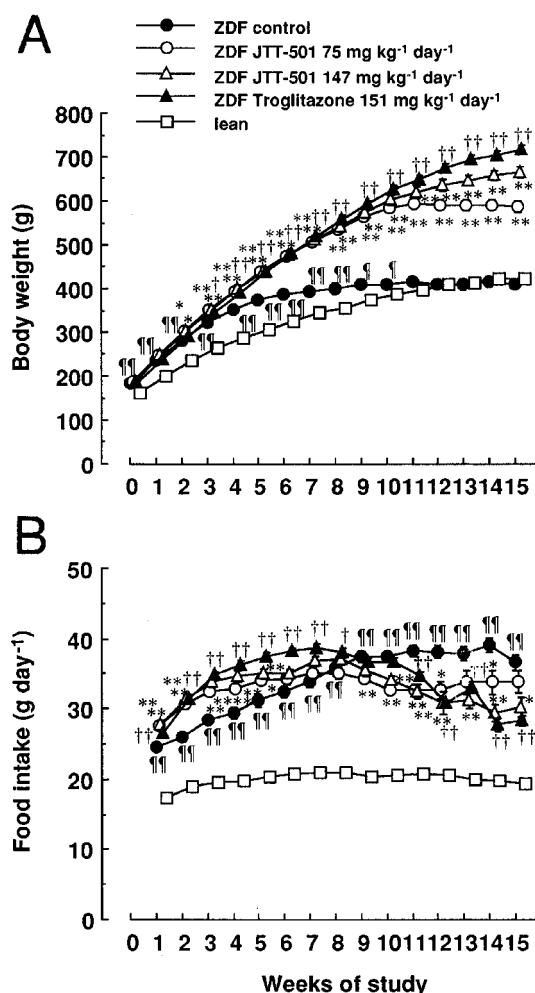 A
ZDF control
ZDF JTT-501 75 mg kg⁻¹ day⁻¹
ZDF JTT-501 147 mg kg⁻¹ day⁻¹
ZDF Troglitazone 151 mg kg⁻¹ day⁻¹
lean
Body weight (g)
800
700
600
500
400
300
200
100
0
0 1 2 3 4 5 6 7 8 9 10 11 12 13 14 15
B
Food intake (g day⁻¹)
50
40
30
20
10
0
0 1 2 3 4 5 6 7 8 9 10 11 12 13 14 15
Weeks of study